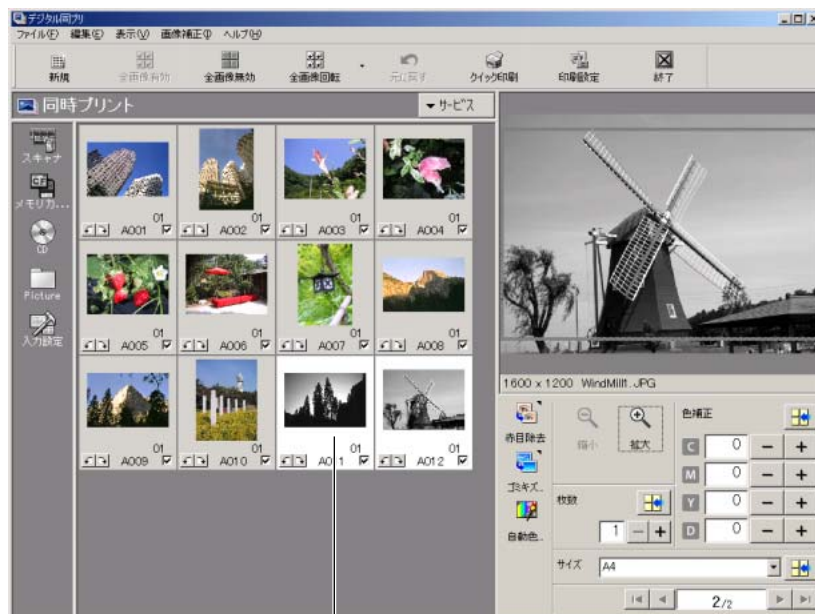 デジタル同プリ
ファイル(F) 編集(E) 表示(V) 画像補正(I) ヘルプ(H)
新規 全画像有効 全画像無効 全画像回転 元に戻す クイック印刷 印刷設定 終了
同時プリント
サービス
スキャナ
メモリカ...
CD
Picture
入力設定
01 01 01 01
A001 A002 A003 A004
01 01 01 01
A005 A006 A007 A008
01 01 01 01
A009 A010 A011 A012
1600 x 1200 WindMill1.JPG
赤目除去
ゴミキズ..
自動色..
縮小 拡大
色補正
C 0 - +
M 0 - +
Y 0 - +
D 0 - +
枚数
1 - +
サイズ A4
2/2